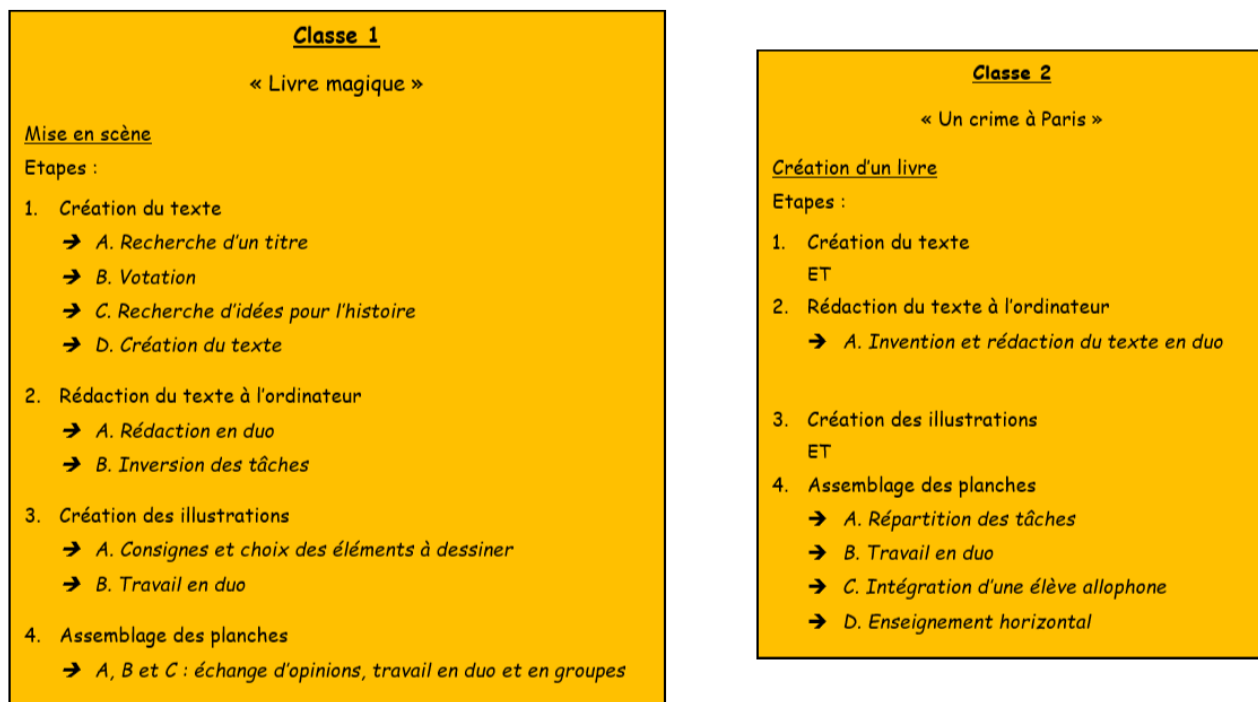 Classe 1
« Livre magique »
Mise en scène
Etapes :
1. Création du texte
➔ A. Recherche d'un titre
➔ B. Votation
➔ C. Recherche d'idées pour l'histoire
➔ D. Création du texte
2. Rédaction du texte à l'ordinateur
➔ A. Rédaction en duo
➔ B. Inversion des tâches
3. Création des illustrations
➔ A. Consignes et choix des éléments à dessiner
➔ B. Travail en duo
4. Assemblage des planches
➔ A, B et C : échange d'opinions, travail en duo et en groupes
Classe 2
« Un crime à Paris »
Création d'un livre
Etapes :
1. Création du texte
ET
2. Rédaction du texte à l'ordinateur
➔ A. Invention et rédaction du texte en duo
3. Création des illustrations
ET
4. Assemblage des planches
➔ A. Répartition des tâches
➔ B. Travail en duo
➔ C. Intégration d'une élève allophone
➔ D. Enseignement horizontal